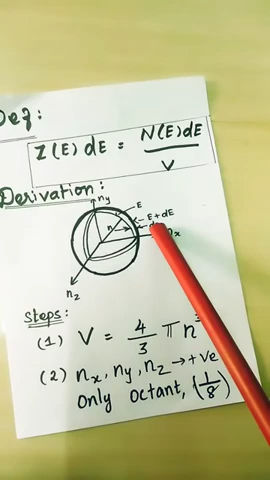 Def:
Z(E) dE = N(E)dE / V
Derivation:
ny
E
E+dE
n
nx
nz
Steps:
(1) V = 4/3 πn³
(2) nx, ny, nz → +ve
only octant, (1/8)